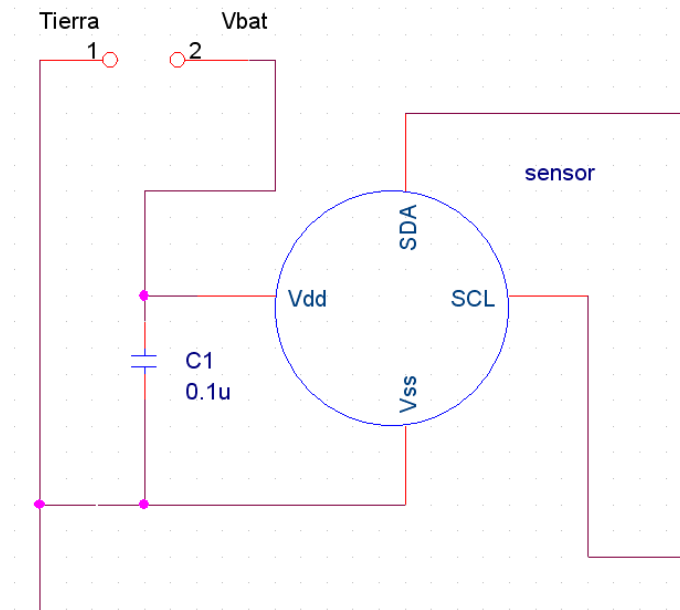 Tierra Vbat
1 2
sensor
SDA
Vdd SCL
Vss
C1
0.1u